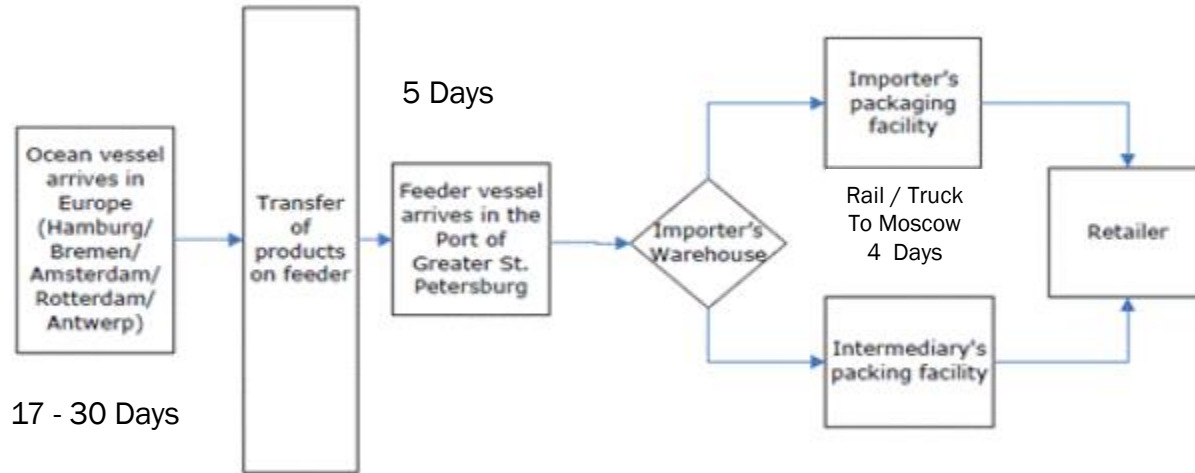 Ocean vessel
arrives in
Europe
(Hamburg/
Bremen/
Amsterdam/
Rotterdam/
Antwerp)
17 - 30 Days
Transfer
of
products
on feeder
5 Days
Feeder vessel
arrives in the
Port of
Greater St.
Petersburg
Importer's
Warehouse
Importer's
packaging
facility
Rail / Truck
To Moscow
4 Days
Intermediary's
packing facility
Retailer